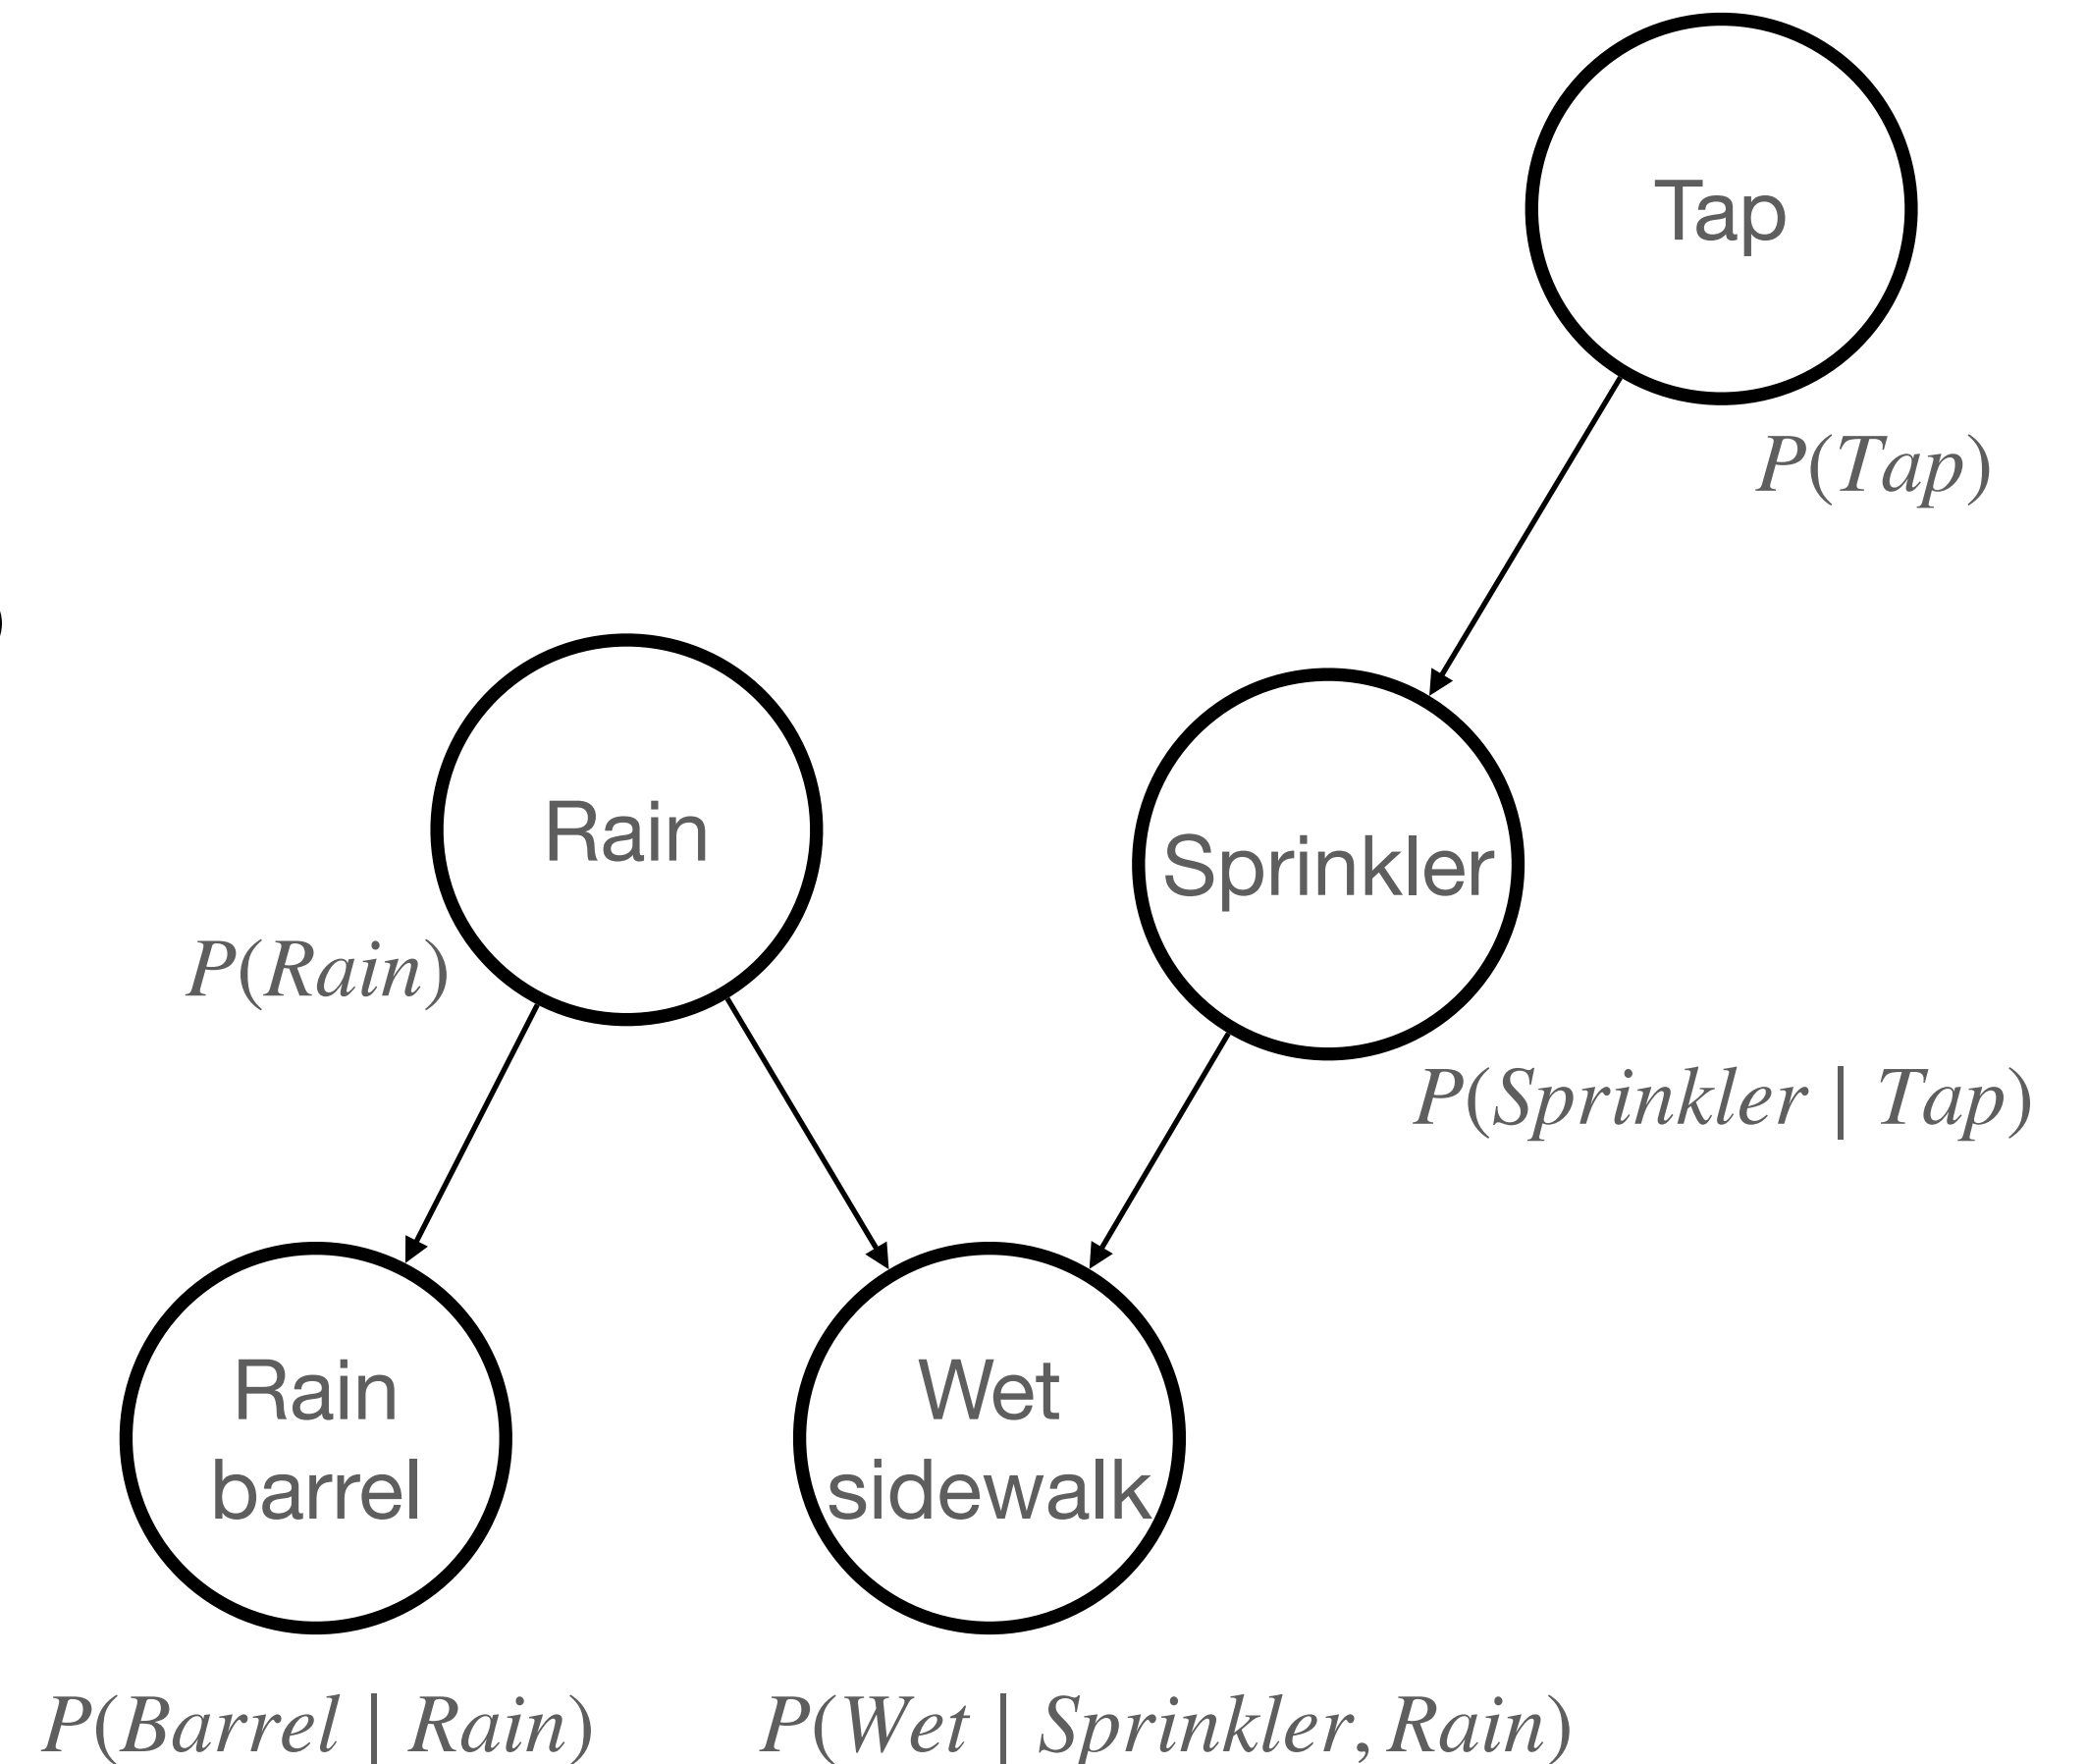 Tap
P(Tap)
Rain
Sprinkler
P(Rain)
P(Sprinkler | Tap)
Rain
barrel
Wet
sidewalk
P(Barrel | Rain)
P(Wet | Sprinkler, Rain)